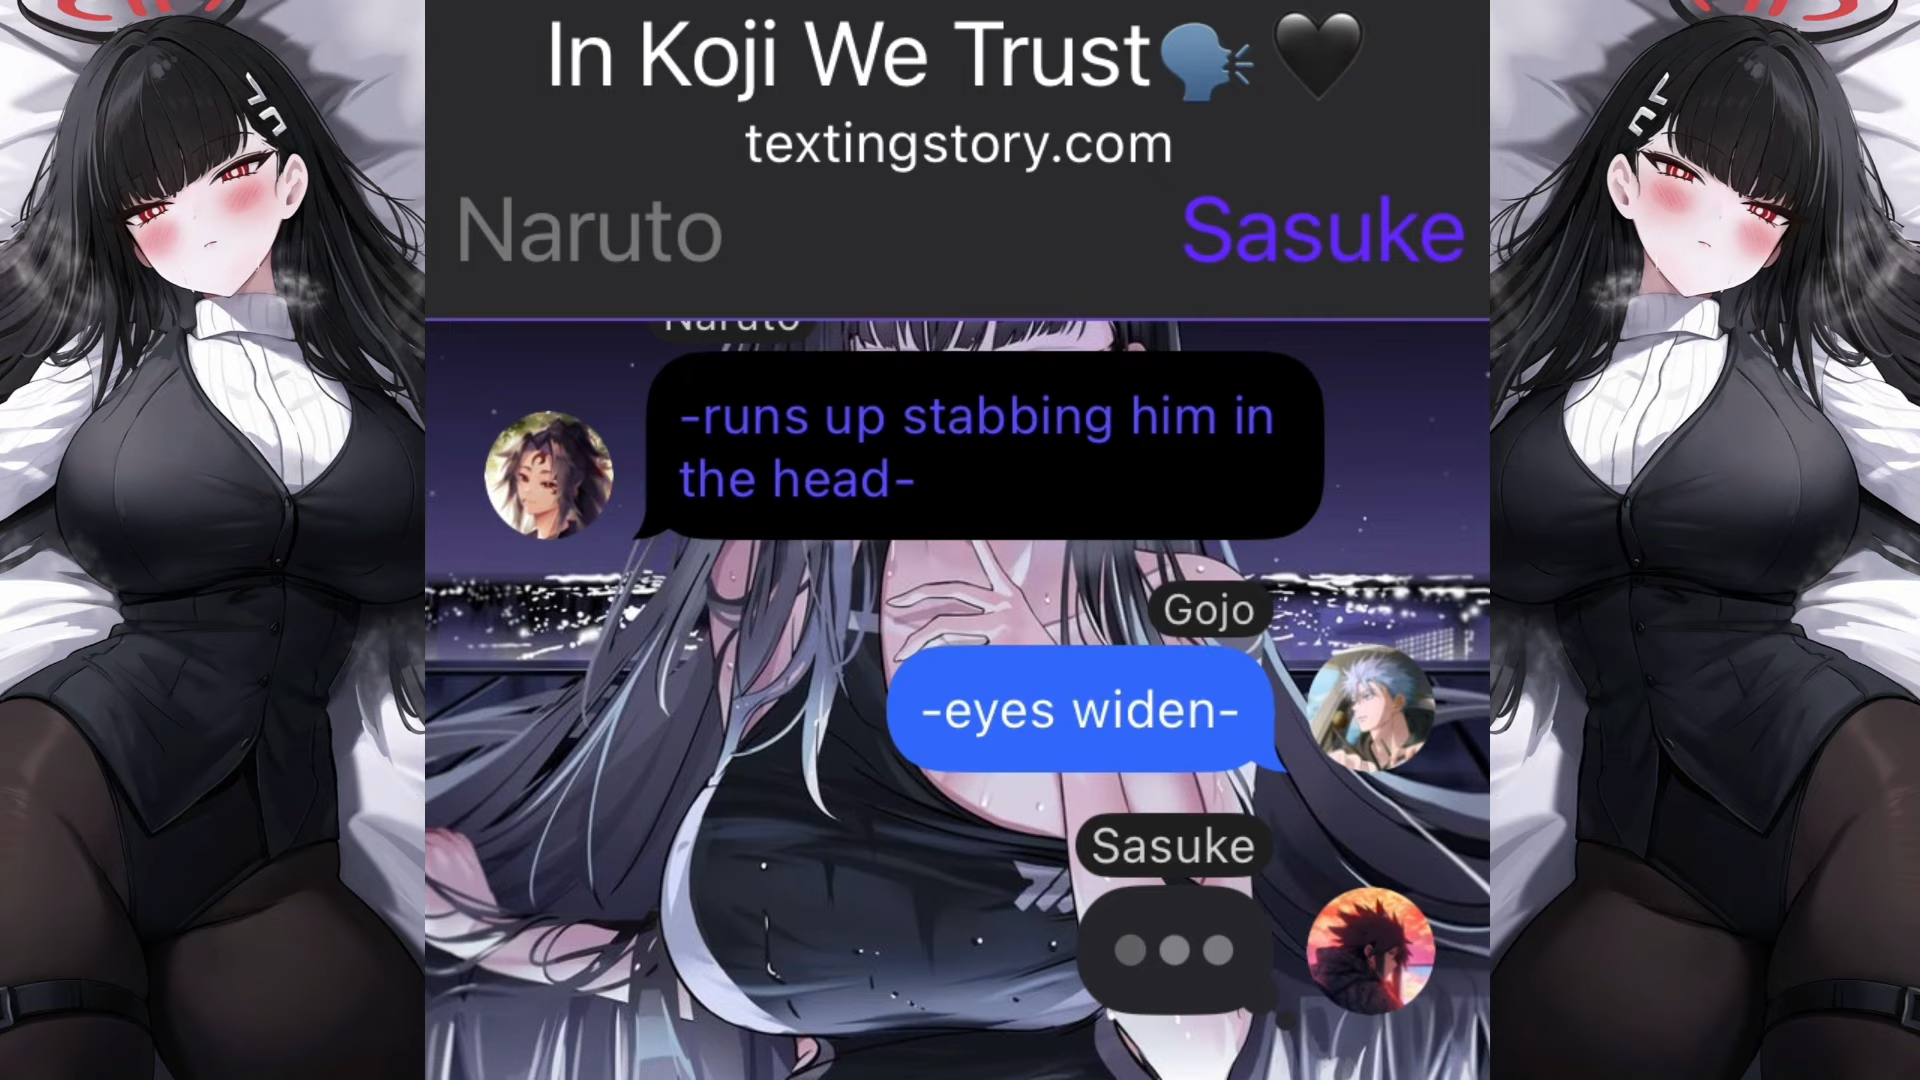 In Koji We Trust🗣️🖤
textingstory.com
Naruto
Sasuke
Naruto
-runs up stabbing him in
the head-
Gojo
-eyes widen-
Sasuke